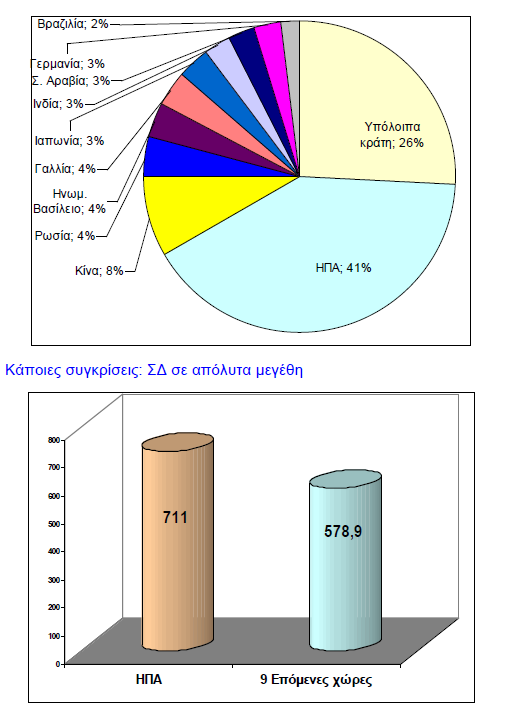 Βραζιλία; 2%
Γερμανία; 3%
Σ. Αραβία; 3%
Ινδία; 3%
Ιαπωνία; 3%
Γαλλία; 4%
Ηνωμ.
Βασίλειο; 4%
Ρωσία; 4%
Κίνα; 8%
Υπόλοιπα
κράτη; 26%
ΗΠΑ; 41%
Κάποιες συγκρίσεις: ΣΔ σε απόλυτα μεγέθη
800
700
600
500
400
300
200
100
0
711
578,9
ΗΠΑ
9 Επόμενες χώρες